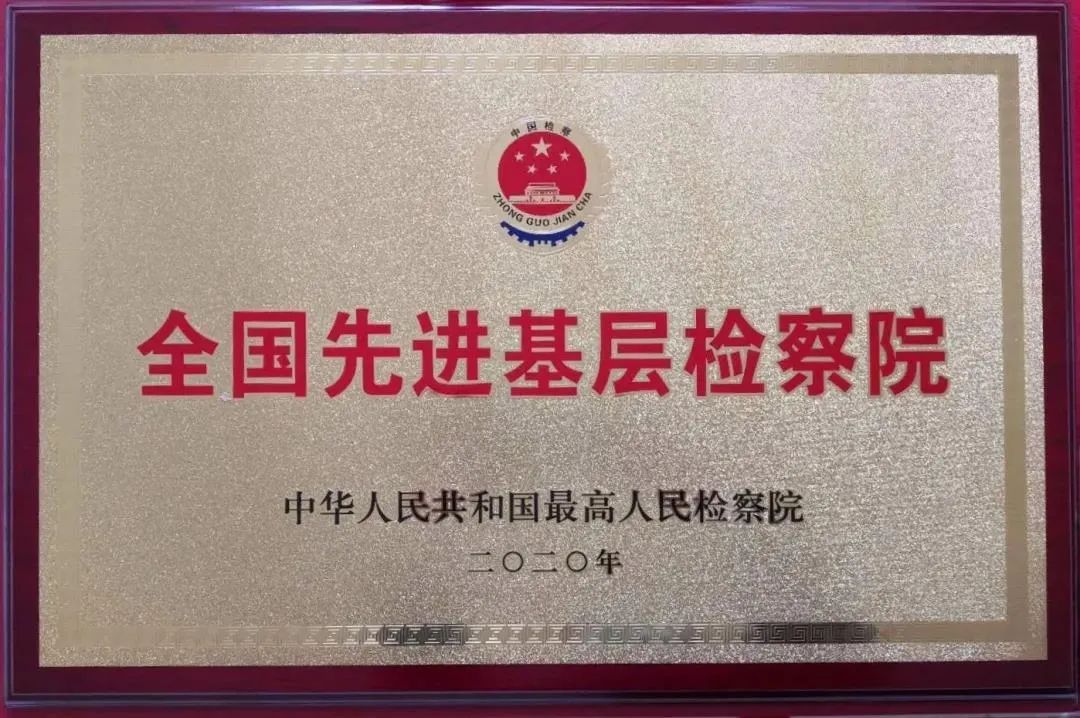 中国检察
ZHONG GUO JIAN CHA
全国先进基层检察院
中华人民共和国最高人民检察院
二〇二〇年